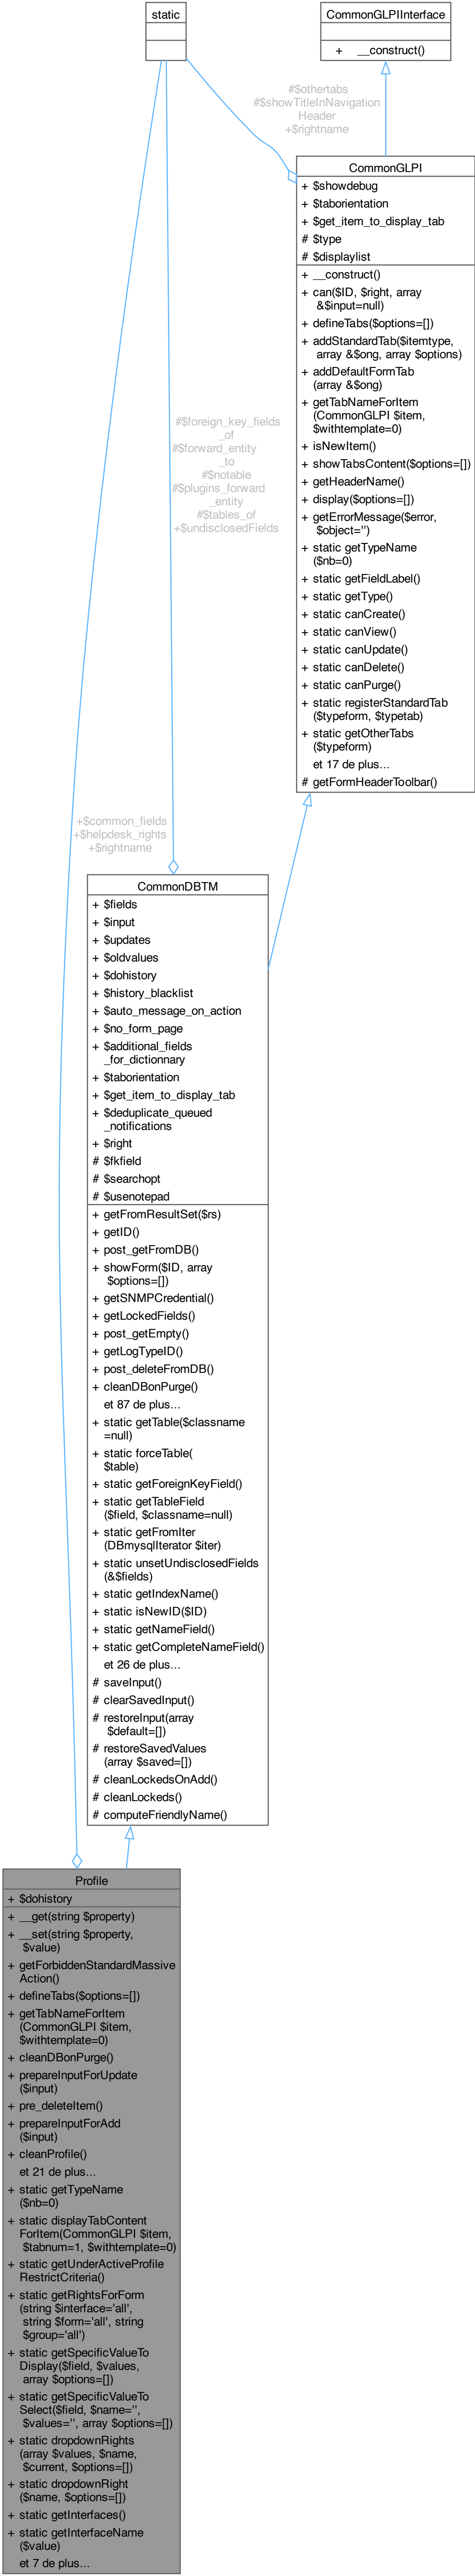 static
CommonGLPIInterface
+ __construct()
#$othertabs
#$showTitleInNavigation
Header
+$rightname
CommonGLPI
+ $showdebug
+ $taborientation
+ $get_item_to_display_tab
# $type
# $displaylist
+ __construct()
+ can($ID, $right, array
&$input=null)
+ defineTabs($options=[])
+ addStandardTab($itemtype,
array &$ong, array $options)
+ addDefaultFormTab
(array &$ong)
+ getTabNameForItem
(CommonGLPI $item,
$withtemplate=0)
+ isNewItem()
+ showTabsContent($options=[])
+ getHeaderName()
+ display($options=[])
+ getErrorMessage($error,
$object='')
+ static getTypeName
($nb=0)
+ static getFieldLabel()
+ static getType()
+ static canCreate()
+ static canView()
+ static canUpdate()
+ static canDelete()
+ static canPurge()
+ static registerStandardTab
($typeform, $typetab)
+ static getOtherTabs
($typeform)
et 17 de plus...
# getFormHeaderToolbar()
#$foreign_key_fields
_of
#$forward_entity
_to
#$notable
#$plugins_forward
_entity
#$tables_of
+$undisclosedFields
+$common_fields
+$helpdesk_rights
+$rightname
CommonDBTM
+ $fields
+ $input
+ $updates
+ $oldvalues
+ $dohistory
+ $history_blacklist
+ $auto_message_on_action
+ $no_form_page
+ $additional_fields
_for_dictionnary
+ $taborientation
+ $get_item_to_display_tab
+ $deduplicate_queued
_notifications
+ $right
# $fkfield
# $searchopt
# $usenotepad
+ getFromResultSet($rs)
+ getID()
+ post_getFromDB()
+ showForm($ID, array
$options=[])
+ getSNMPCredential()
+ getLockedFields()
+ post_getEmpty()
+ getLogTypeID()
+ post_deleteFromDB()
+ cleanDBonPurge()
et 87 de plus...
+ static getTable($classname
=null)
+ static forceTable(
$table)
+ static getForeignKeyField()
+ static getTableField
($field, $classname=null)
+ static getFromIter
(DBmysqlIterator $iter)
+ static unsetUndisclosedFields
(&$fields)
+ static getIndexName()
+ static isNewID($ID)
+ static getNameField()
+ static getCompleteNameField()
et 26 de plus...
# saveInput()
# clearSavedInput()
# restoreInput(array
$default=[])
# restoreSavedValues
(array $saved=[])
# cleanLockedsOnAdd()
# cleanLockeds()
# computeFriendlyName()
Profile
+ $dohistory
+ __get(string $property)
+ __set(string $property,
$value)
+ getForbiddenStandardMassive
Action()
+ defineTabs($options=[])
+ getTabNameForItem
(CommonGLPI $item,
$withtemplate=0)
+ cleanDBonPurge()
+ prepareInputForUpdate
($input)
+ pre_deleteItem()
+ prepareInputForAdd
($input)
+ cleanProfile()
et 21 de plus...
+ static getTypeName
($nb=0)
+ static displayTabContent
ForItem(CommonGLPI $item,
$tabnum=1, $withtemplate=0)
+ static getUnderActiveProfile
RestrictCriteria()
+ static getRightsForForm
(string $interface='all',
string $form='all', string
$group='all')
+ static getSpecificValueTo
Display($field, $values,
array $options=[])
+ static getSpecificValueTo
Select($field, $name='',
$values='', array $options=[])
+ static dropdownRights
(array $values, $name,
$current, $options=[])
+ static dropdownRight
($name, $options=[])
+ static getInterfaces()
+ static getInterfaceName
($value)
et 7 de plus...